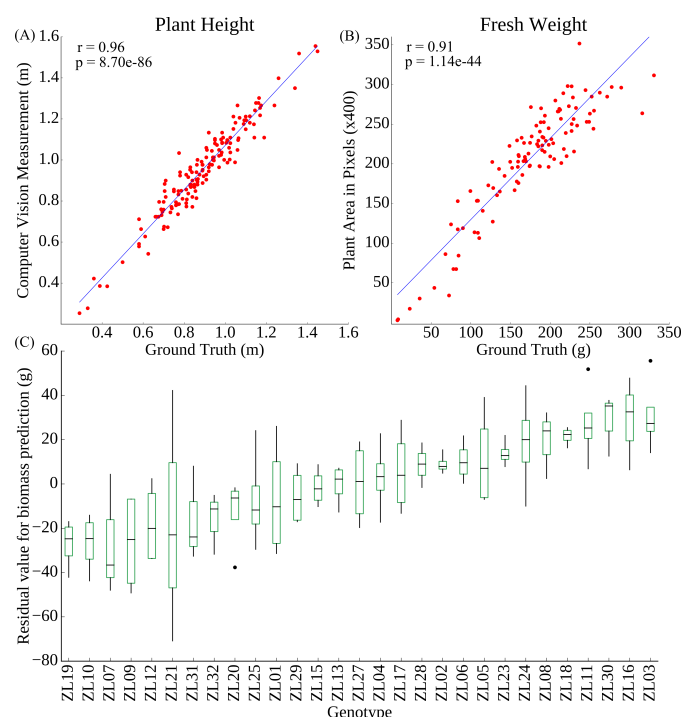 Plant Height
(A)
r = 0.96
p = 8.70e-86
Computer Vision Measurement (m)
1.6
1.4
1.2
1.0
0.8
0.6
0.4
0.4 0.6 0.8 1.0 1.2 1.4 1.6
Ground Truth (m)
Fresh Weight
(B)
r = 0.91
p = 1.14e-44
Plant Area in Pixels (x400)
350
300
250
200
150
100
50
50 100 150 200 250 300 350
Ground Truth (g)
(C)
Residual value for biomass prediction (g)
60
40
20
0
−20
−40
−60
−80
ZL19 ZL10 ZL07 ZL09 ZL12 ZL21 ZL31 ZL32 ZL20 ZL25 ZL01 ZL29 ZL15 ZL13 ZL27 ZL04 ZL17 ZL28 ZL02 ZL06 ZL05 ZL23 ZL24 ZL08 ZL18 ZL11 ZL30 ZL16 ZL03
Genotype